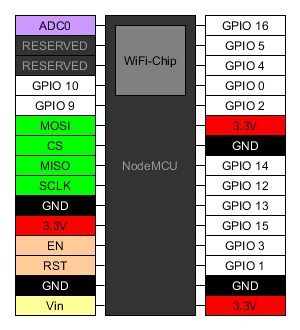 ADC0
RESERVED
RESERVED
GPIO 10
GPIO 9
MOSI
CS
MISO
SCLK
GND
3.3V
EN
RST
GND
Vin
WiFi-Chip
NodeMCU
GPIO 16
GPIO 5
GPIO 4
GPIO 0
GPIO 2
3.3V
GND
GPIO 14
GPIO 12
GPIO 13
GPIO 15
GPIO 3
GPIO 1
GND
3.3V